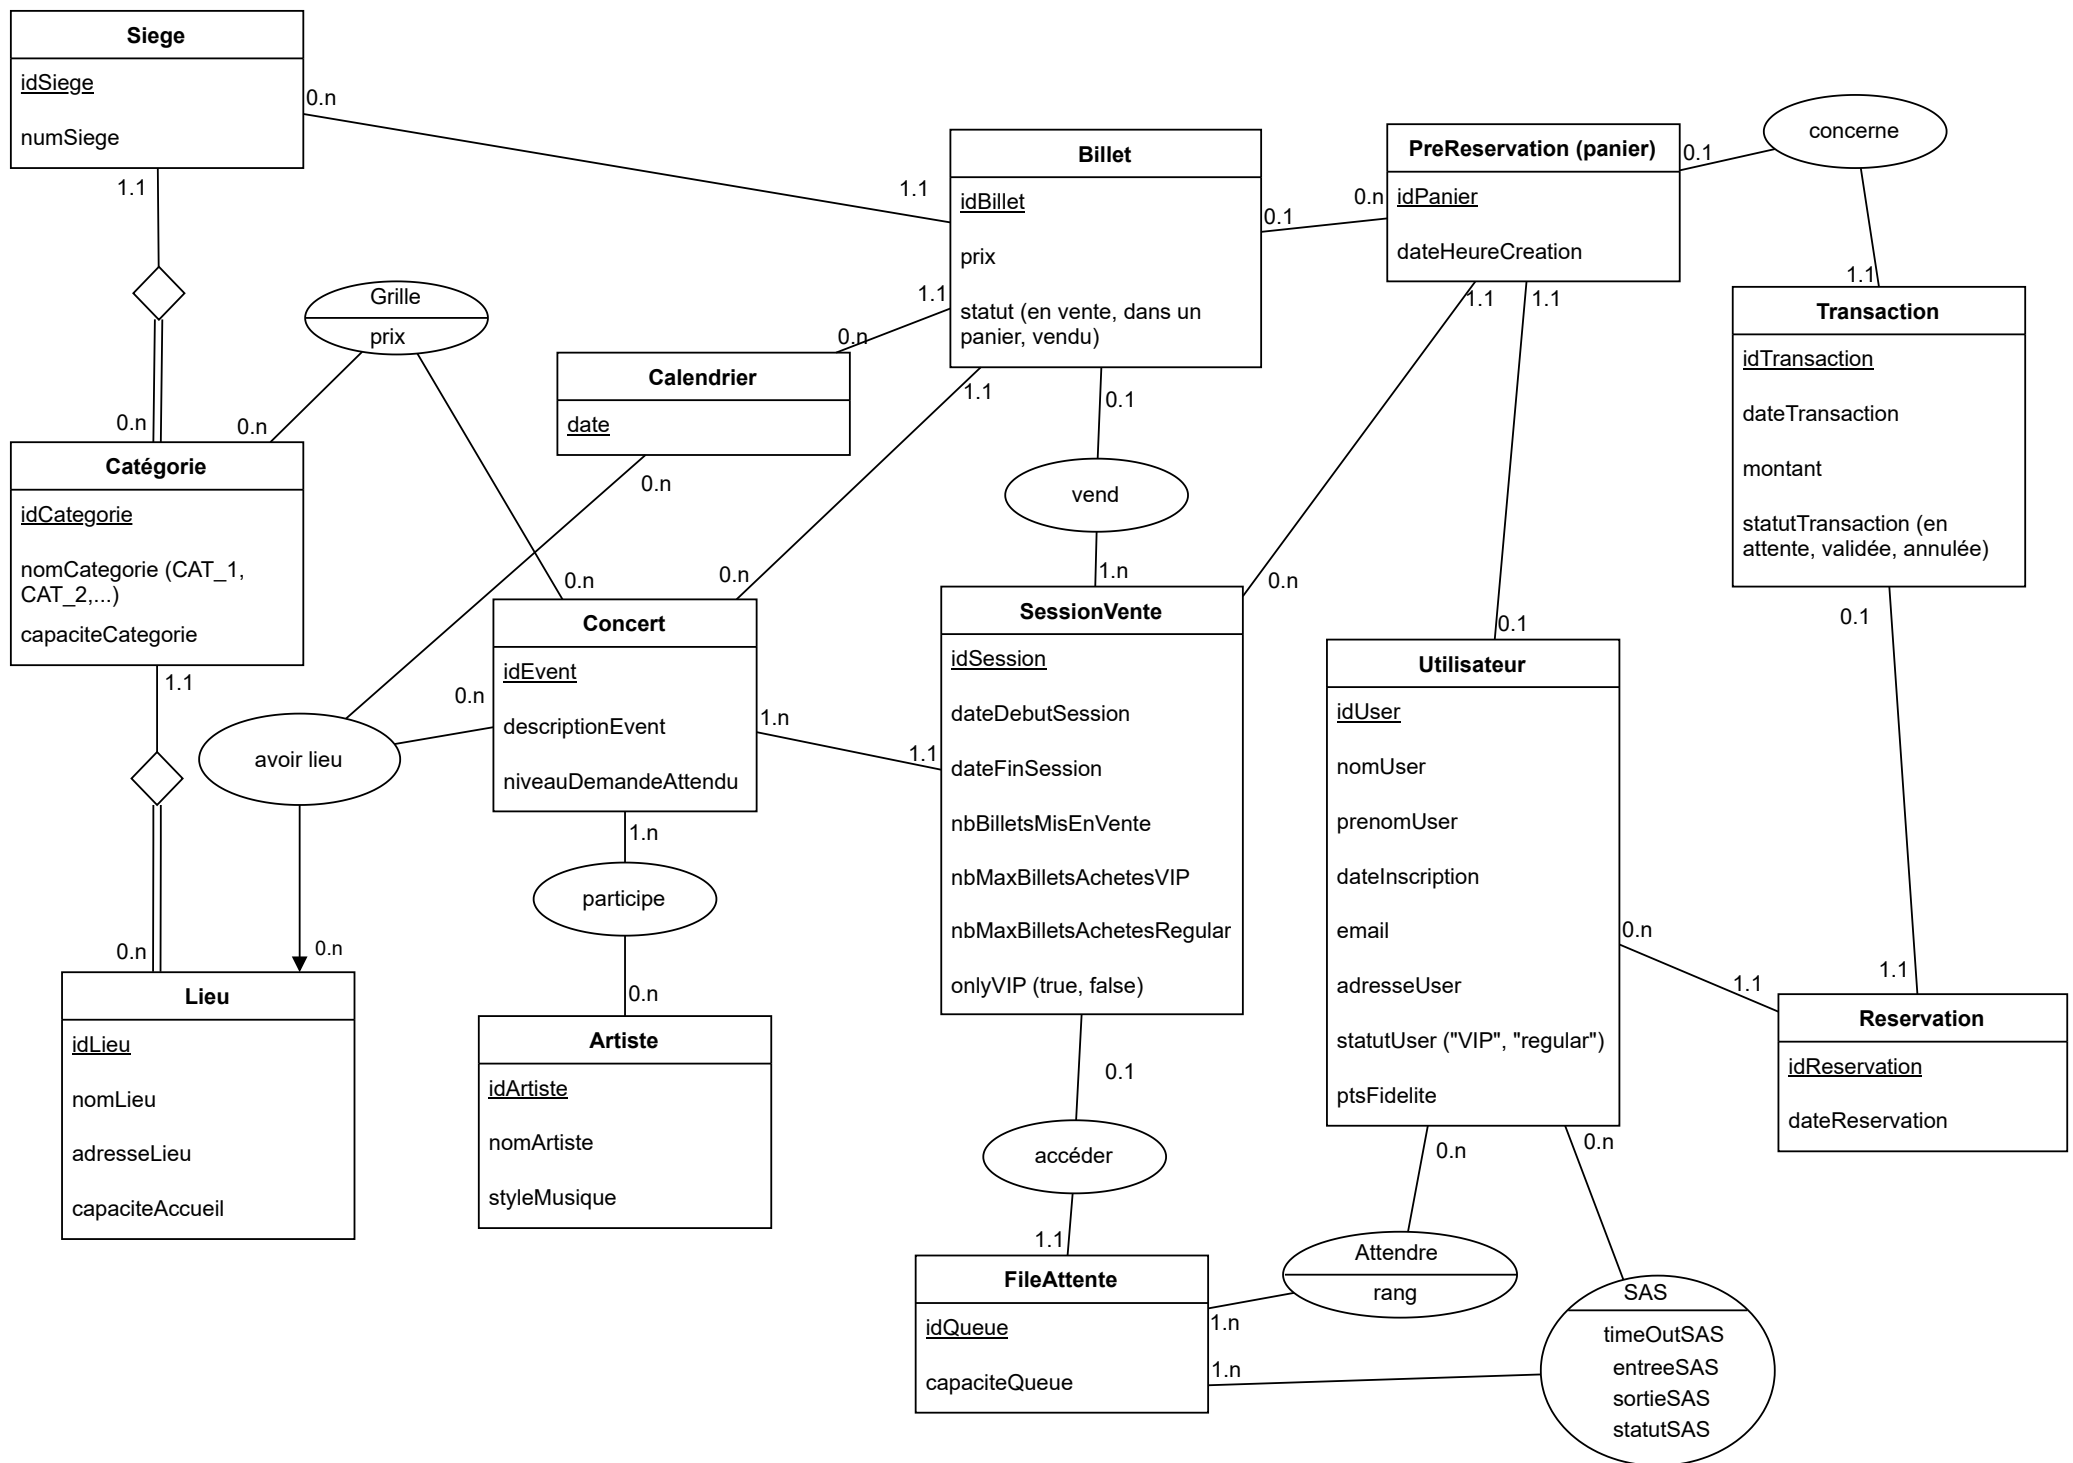 Siege
idSiege
numSiege
0.n
1.1
1.1
Billet
idBillet
prix
statut (en vente, dans un
panier, vendu)
0.1
0.n
PreReservation (panier)
idPanier
dateHeureCreation
0.1
concerne
1.1
Transaction
idTransaction
dateTransaction
montant
statutTransaction (en
attente, validée, annulée)
0.1
Grille
prix
1.1
0.n
Calendrier
date
0.n
1.1
0.1
vend
1.n
1.1
1.1
0.n
0.1
0.n
0.n
Catégorie
idCategorie
nomCategorie (CAT_1,
CAT_2,...)
capaciteCategorie
1.1
0.n
0.n
Concert
idEvent
descriptionEvent
niveauDemandeAttendu
0.n
avoir lieu
1.n
1.1
SessionVente
idSession
dateDebutSession
dateFinSession
nbBilletsMisEnVente
nbMaxBilletsAchetesVIP
nbMaxBilletsAchetesRegular
onlyVIP (true, false)
Utilisateur
idUser
nomUser
prenomUser
dateInscription
email
adresseUser
statutUser ("VIP", "regular")
ptsFidelite
0.n
1.1
1.1
Reservation
idReservation
dateReservation
1.n
participe
0.n
Artiste
idArtiste
nomArtiste
styleMusique
0.n
0.n
Lieu
idLieu
nomLieu
adresseLieu
capaciteAccueil
0.1
accéder
1.1
FileAttente
idQueue
capaciteQueue
0.n
0.n
Attendre
rang
1.n
1.n
SAS
timeOutSAS
entreeSAS
sortieSAS
statutSAS